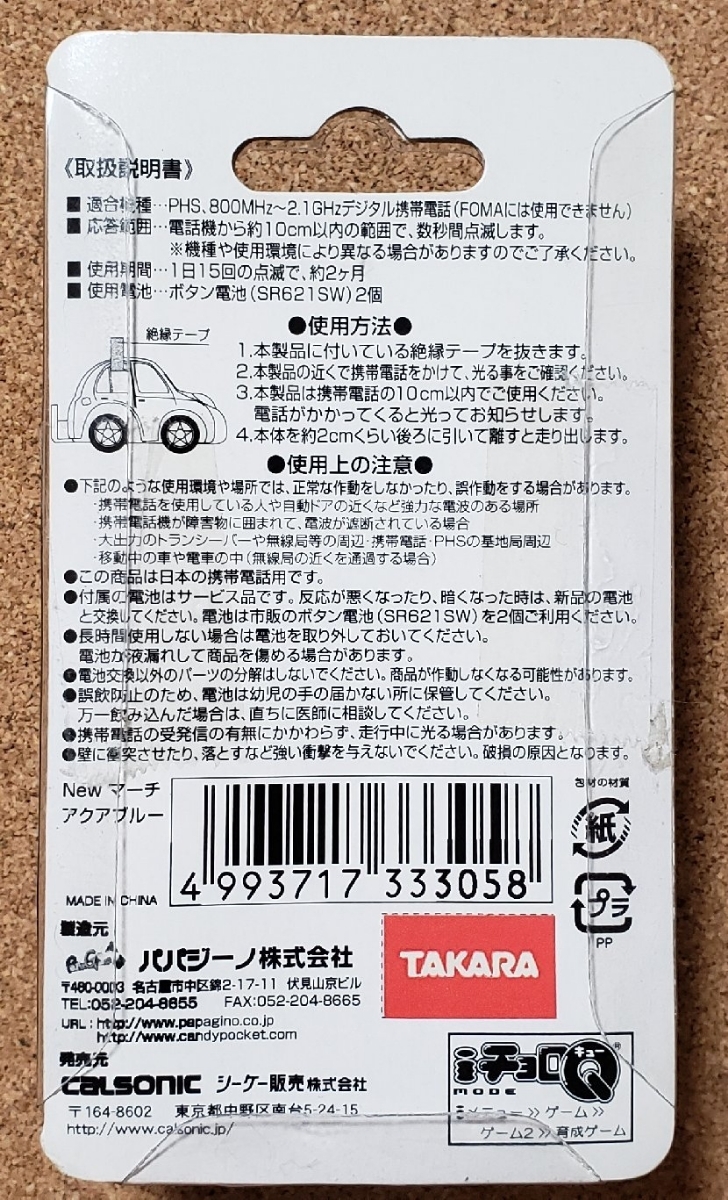 《取扱説明書》
■ 適合機種…PHS、800MHz～2.1GHzデジタル携帯電話(FOMAには使用できません)
■ 応答範囲…電話機から約10cm以内の範囲で、数秒間点滅します。
※機種や使用環境により異なる場合がありますのでご了承ください。
■ 使用期間…1日15回の点滅で、約2ヶ月
■ 使用電池…ボタン電池(SR621SW)2個
●使用方法●
絶縁テープ
1.本製品に付いている絶縁テープを抜きます。
2.本製品の近くで携帯電話をかけて、光る事をご確認ください。
3.本製品は携帯電話の10cm以内でご使用ください。
電話がかかってくると光ってお知らせします。
4.本体を約2cmくらい後ろに引いて離すと走り出します。
●使用上の注意●
●下記のような使用環境や場所では、正常な作動をしなかったり、誤作動をする場合があります。
・携帯電話を使用している人や自動ドアの近くなど強力な電波のある場所
・携帯電話機が障害物に囲まれて、電波が遮断されている場合
・大出力のトランシーバーや無線局等の周辺・携帯電話・PHSの基地局周辺
・移動中の車や電車の中(無線局の近くを通過する場合)
●この商品は日本の携帯電話用です。
●付属の電池はサービス品です。反応が悪くなったり、暗くなった時は、新品の電池
と交換してください。電池は市販のボタン電池(SR621SW)を2個ご利用ください。
●長時間使用しない場合は電池を取り外しておいてください。
電池が液漏れして商品を傷める場合があります。
●電池交換以外のパーツの分解はしないでください。商品が作動しなくなる可能性があります。
●誤飲防止のため、電池は幼児の手の届かない所に保管してください。
万一飲み込んだ場合は、直ちに医師に相談してください。
●携帯電話の受発信の有無にかかわらず、走行中に光る場合があります。
●壁に衝突させたり、落とすなど強い衝撃を与えないでください。破損の原因となります。
New マーチ
アクアブルー
4 993717 333058
包材の材質
紙
プラ
PP
MADE IN CHINA
製造元
パパジーノ株式会社
〒460-0003 名古屋市中区錦2-17-11 伏見山京ビル
TEL:052-204-8655 FAX:052-204-8665
URL：http://www.papagino.co.jp
http://www.candypocket.com
TAKARA
発売元
CALSONIC シーケー販売株式会社
〒164-8602 東京都中野区南台5-24-15
http://www.calsonic.jp/
i MODE チョロQ キュー ®
iメニュー ≫ ゲーム ≫
ゲーム2 ≫ 育成ゲーム